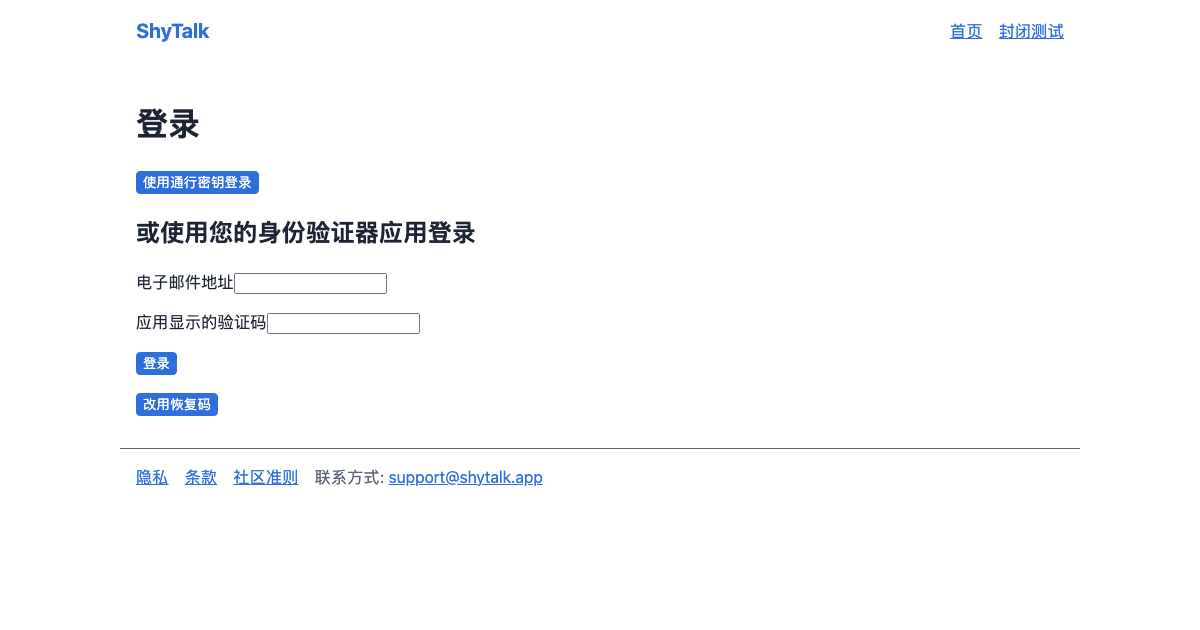 ShyTalk
首页 封闭测试
登录
使用通行密钥登录
或使用您的身份验证器应用登录
电子邮件地址
应用显示的验证码
登录
改用恢复码
隐私 条款 社区准则 联系方式: support@shytalk.app